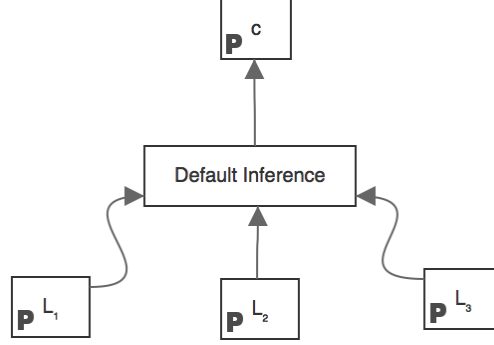 P C
Default Inference
P L₁
P L₂
P L₃